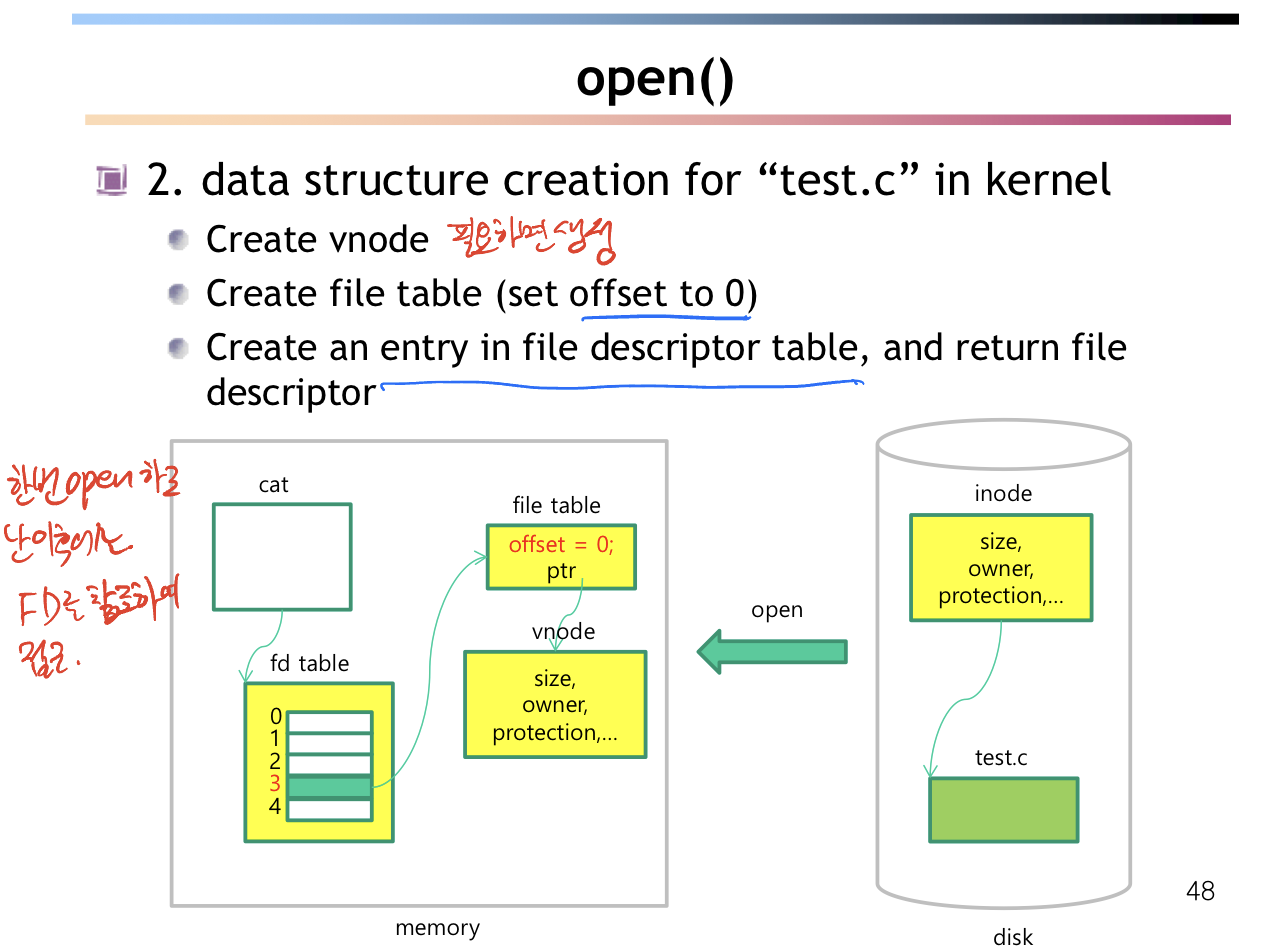 open()
2. data structure creation for “test.c” in kernel
Create vnode 필요하면 생성
Create file table (set offset to 0)
Create an entry in file descriptor table, and return file
descriptor
한번 open 하고
난 이후에는
FD를 활용하여
접근.
cat
file table
offset = 0;
ptr
vnode
size,
owner,
protection,...
fd table
0
1
2
3
4
memory
open
inode
size,
owner,
protection,...
test.c
disk
48